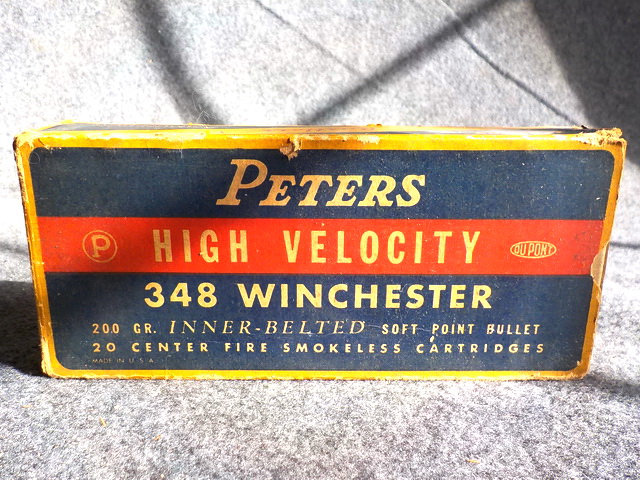 PETERS
P HIGH VELOCITY DU PONT
348 WINCHESTER
200 GR. INNER-BELTED SOFT POINT BULLET
20 CENTER FIRE SMOKELESS CARTRIDGES
MADE IN U.S.A.